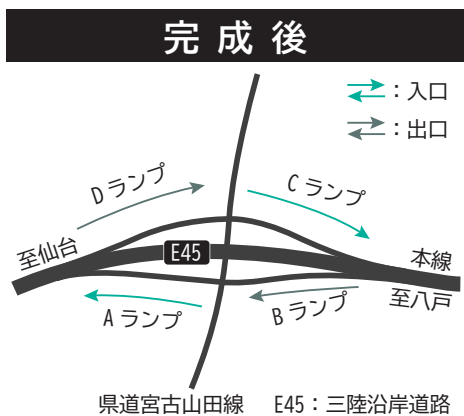 完成後
：入口
：出口
Dランプ
Cランプ
至仙台
E45
本線
至八戸
Aランプ
Bランプ
県道宮古山田線 E45：三陸沿岸道路